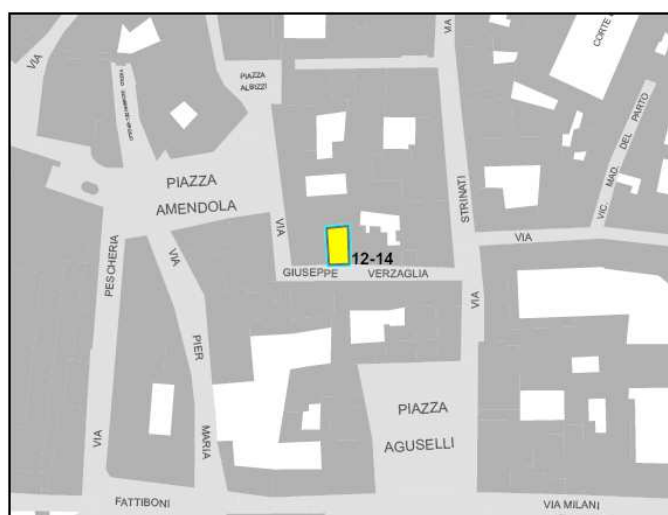 VIA
VIA
CORTE
PIAZZA
ALBIZZI
VIC. MAD. DEL PARTO
PIAZZA
AMENDOLA
STRINATI
VIA
VIA
VIA
PESCHERIA
12-14
GIUSEPPE VERZAGLIA
VIA
PIER
PIAZZA
AGUSELLI
MARIA
VIA
FATTIBONI
VIA MILANI